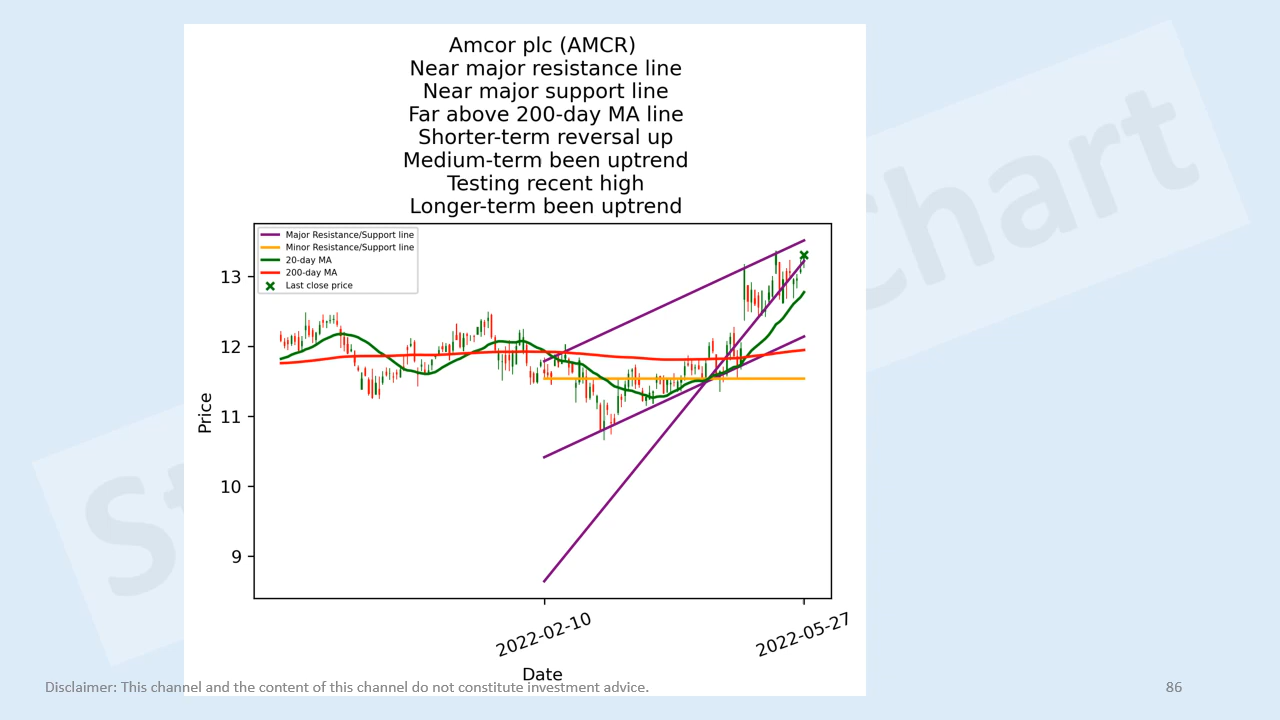 Amcor plc (AMCR)
Near major resistance line
Near major support line
Far above 200-day MA line
Shorter-term reversal up
Medium-term been uptrend
Testing recent high
Longer-term been uptrend
Major Resistance/Support line
Minor Resistance/Support line
20-day MA
200-day MA
Last close price
13
12
11
10
9
Price
2022-02-10
2022-05-27
Date
Disclaimer: This channel and the content of this channel do not constitute investment advice.
86